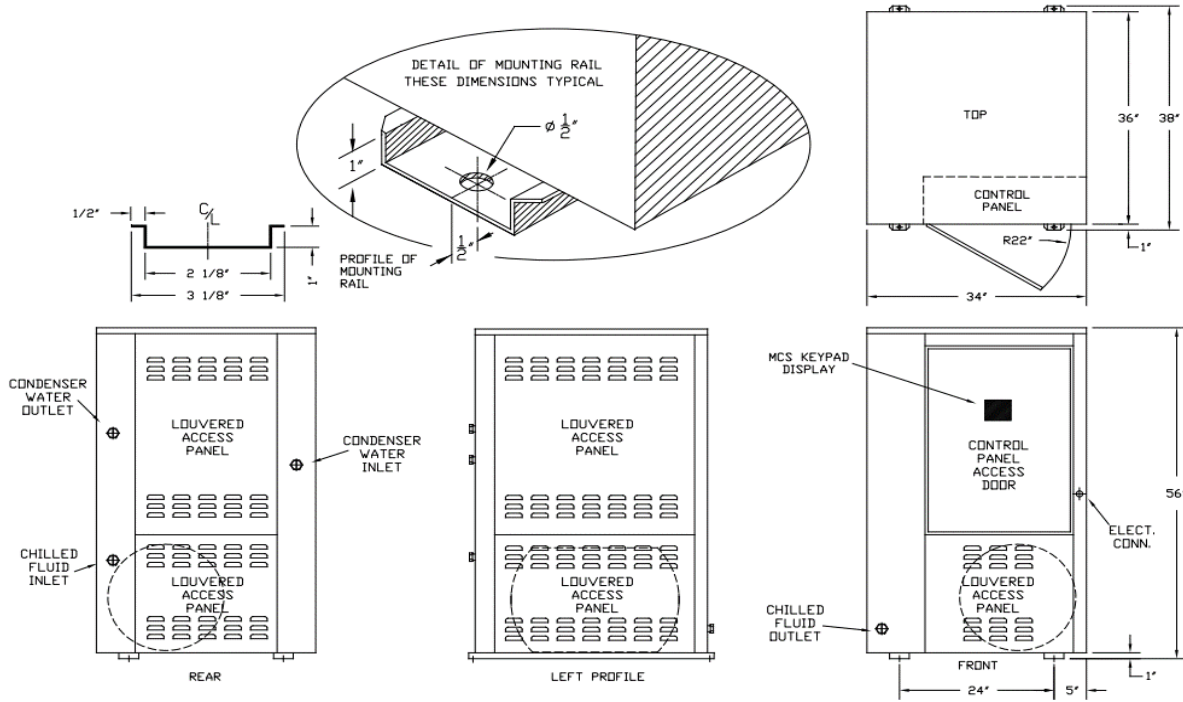 DETAIL OF MOUNTING RAIL
THESE DIMENSIONS TYPICAL
Ø 1/2"
1"
1/2"
PROFILE OF
MOUNTING
RAIL
1/2"
C/L
2 1/8"
3 1/8"
1"
TOP
CONTROL
PANEL
R22"
36"
38"
1"
34"
CONDENSER
WATER
OUTLET
LOUVERED
ACCESS
PANEL
CONDENSER
WATER
INLET
CHILLED
FLUID
INLET
LOUVERED
ACCESS
PANEL
REAR
LOUVERED
ACCESS
PANEL
LOUVERED
ACCESS
PANEL
LEFT PROFILE
MCS KEYPAD
DISPLAY
CONTROL
PANEL
ACCESS
DOOR
ELECT.
CONN.
LOUVERED
ACCESS
PANEL
CHILLED
FLUID
OUTLET
FRONT
24"
5"
1"